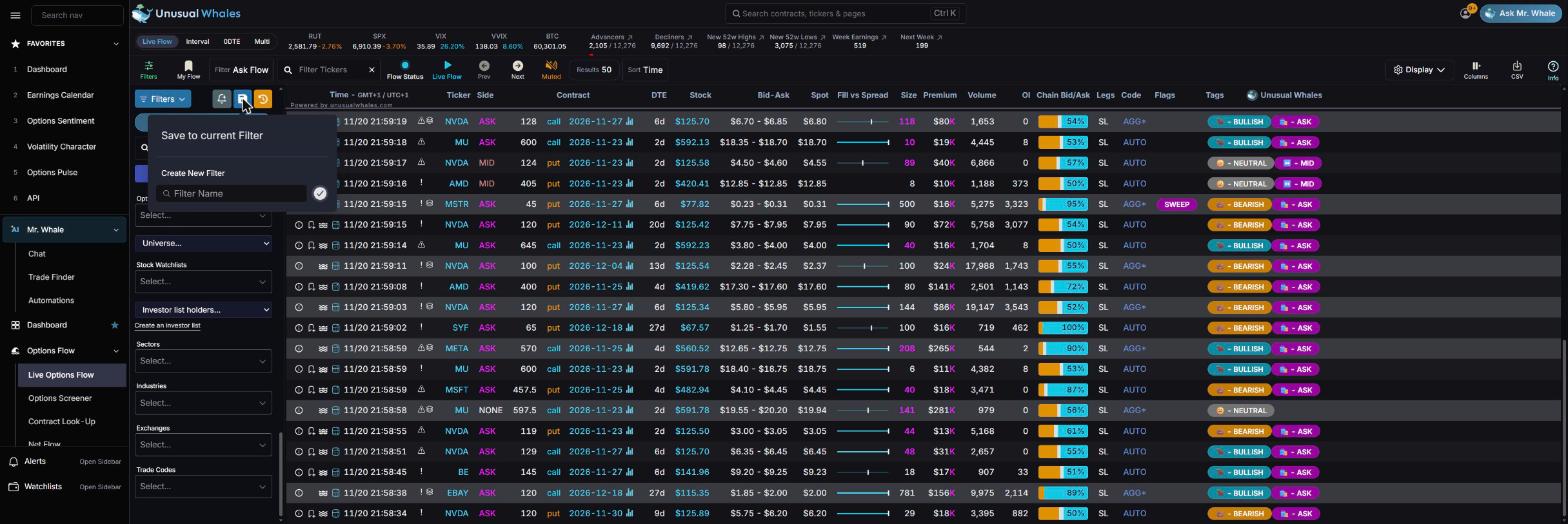 Search nav
Unusual Whales
Search contracts, tickers & pages
Ctrl K
9+
Ask Mr. Whale
FAVORITES
1 Dashboard
2 Earnings Calendar
3 Options Sentiment
4 Volatility Character
5 Options Pulse
6 API
Mr. Whale
Chat
Trade Finder
Automations
Dashboard
Options Flow
Live Options Flow
Options Screener
Contract Look-Up
Net Flow
Alerts Open Sidebar
Watchlists Open Sidebar
Live Flow Interval 0DTE Multi
RUT SPX VIX VVIX BTC Advancers Decliners New 52w Highs New 52w Lows Week Earnings Next Week
2,581.79 -2.76% 6,910.39 -3.70% 35.89 26.20% 138.03 8.60% 60,301.05 2,105 / 12,276 9,692 / 12,276 98 / 12,276 3,075 / 12,276 519 199
Filters My Flow Filter Ask Flow Filter Tickers Flow Status Live Flow Prev Next Muted Results 50 Sort Time Display Columns CSV Info
Filters
Save to current Filter
Create New Filter
Filter Name
Select...
Universe...
Stock Watchlists
Select...
Investor list holders...
Create an investor list
Sectors
Select...
Industries
Select...
Exchanges
Select...
Trade Codes
Select...
Time - GMT+1 / UTC+1 Ticker Side Contract DTE Stock Bid-Ask Spot Fill vs Spread Size Premium Volume OI Chain Bid/Ask Legs Code Flags Tags Unusual Whales
Powered by unusualwhales.com
11/20 21:59:19 NVDA ASK 128 call 2026-11-27 6d $125.70 $6.70 - $6.85 $6.80 118 $80K 1,653 0 54% SL AGG+ - BULLISH - ASK
11/20 21:59:18 MU ASK 600 call 2026-11-23 2d $592.13 $18.35 - $18.70 $18.70 10 $19K 4,445 8 53% SL AUTO - BULLISH - ASK
11/20 21:59:17 NVDA MID 124 put 2026-11-23 2d $125.58 $4.50 - $4.60 $4.55 89 $40K 6,866 0 57% SL AUTO - NEUTRAL - MID
11/20 21:59:16 AMD MID 405 put 2026-11-23 2d $420.41 $12.85 - $12.85 $12.85 8 $10K 1,188 373 50% SL AUTO - NEUTRAL - MID
11/20 21:59:15 MSTR ASK 45 put 2026-11-27 6d $77.82 $0.23 - $0.31 $0.31 500 $16K 5,275 3,323 95% SL AGG+ SWEEP - BEARISH - ASK
11/20 21:59:15 NVDA ASK 120 put 2026-12-11 20d $125.42 $7.75 - $7.95 $7.95 90 $72K 5,758 3,077 54% SL AUTO - BEARISH - ASK
11/20 21:59:14 MU ASK 645 call 2026-11-23 2d $592.23 $3.80 - $4.00 $4.00 40 $16K 1,704 8 50% SL AUTO - BULLISH - ASK
11/20 21:59:11 NVDA ASK 100 put 2026-12-04 13d $125.54 $2.28 - $2.45 $2.37 100 $24K 17,988 1,743 55% SL AGG+ - BEARISH - ASK
11/20 21:59:08 AMD ASK 400 put 2026-11-25 4d $419.62 $17.30 - $17.60 $17.60 80 $141K 2,501 1,143 72% SL AUTO - BEARISH - ASK
11/20 21:59:03 NVDA ASK 120 put 2026-11-27 6d $125.34 $5.80 - $5.95 $5.95 144 $86K 19,147 3,543 52% SL AGG+ - BEARISH - ASK
11/20 21:59:02 SYF ASK 65 put 2026-12-18 27d $67.57 $1.25 - $1.70 $1.55 100 $16K 719 462 100% SL AUTO - BEARISH - ASK
11/20 21:58:59 META ASK 570 call 2026-11-25 4d $560.52 $12.65 - $12.75 $12.75 208 $265K 544 2 90% SL AGG+ - BULLISH - ASK
11/20 21:58:59 MU ASK 600 call 2026-11-23 2d $591.78 $18.40 - $18.75 $18.75 6 $11K 4,382 8 53% SL AUTO - BULLISH - ASK
11/20 21:58:59 MSFT ASK 457.5 put 2026-11-25 4d $482.94 $4.10 - $4.45 $4.45 40 $18K 3,471 0 87% SL AUTO - BEARISH - ASK
11/20 21:58:58 MU NONE 597.5 call 2026-11-23 2d $591.78 $19.55 - $20.20 $19.94 141 $281K 979 0 56% SL AGG+ - NEUTRAL
11/20 21:58:55 NVDA ASK 119 put 2026-11-23 2d $125.50 $3.00 - $3.05 $3.05 44 $13K 5,168 0 61% SL AUTO - BEARISH - ASK
11/20 21:58:51 NVDA ASK 129 call 2026-11-27 6d $125.54 $6.35 - $6.45 $6.45 48 $31K 2,657 0 55% SL AUTO - BULLISH - ASK
11/20 21:58:45 BE ASK 145 call 2026-11-27 6d $141.96 $9.20 - $9.25 $9.23 18 $17K 907 33 51% SL AUTO - BULLISH - ASK
11/20 21:58:38 EBAY ASK 120 call 2026-12-18 27d $115.35 $1.85 - $2.00 $2.00 781 $156K 9,975 2,114 89% SL AGG+ - BULLISH - ASK
11/20 21:58:34 NVDA ASK 120 put 2026-11-30 9d $125.89 $5.75 - $6.20 $6.20 29 $18K 3,395 882 50% SL AUTO - BEARISH - ASK